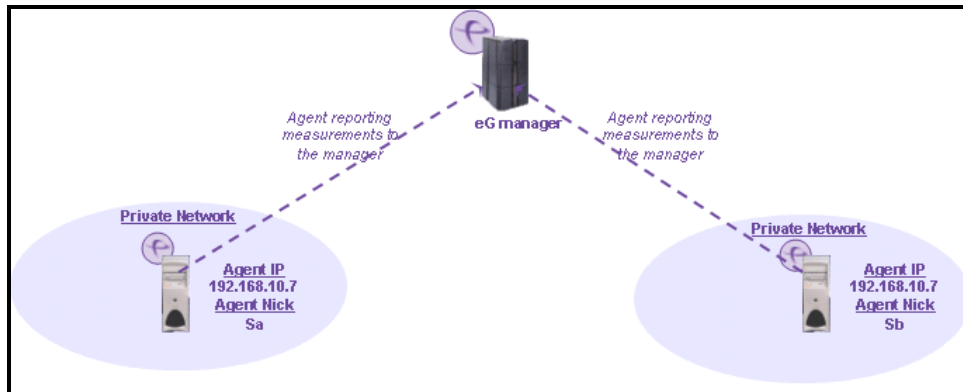 eG manager
Agent reporting
measurements to
the manager
Agent reporting
measurements to
the manager
Private Network
Agent IP
192.168.10.7
Agent Nick
Sa
Private Network
Agent IP
192.168.10.7
Agent Nick
Sb